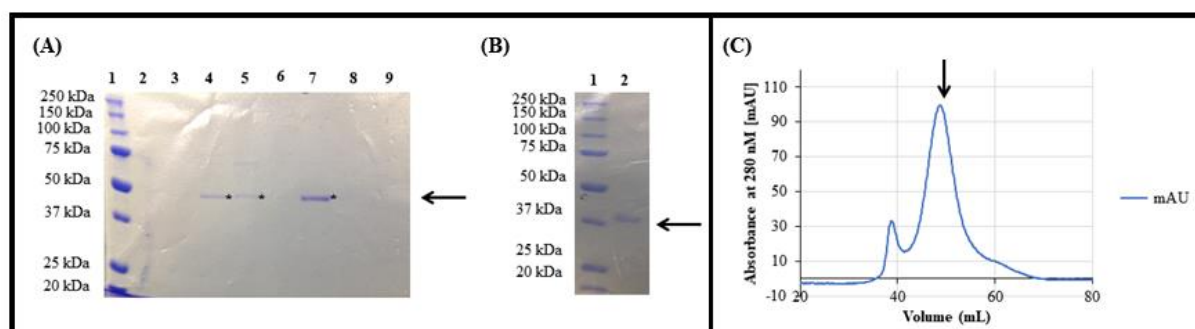 (A)
1 2 3 4 5 6 7 8 9
250 kDa
150 kDa
100 kDa
75 kDa
50 kDa
37 kDa
25 kDa
20 kDa
* * *
(B)
1 2
250 kDa
150 kDa
100 kDa
75 kDa
50 kDa
37 kDa
25 kDa
20 kDa
(C)
Absorbance at 280 nM [mAU]
110
90
70
50
30
10
-10
20 40 60 80
Volume (mL)
mAU